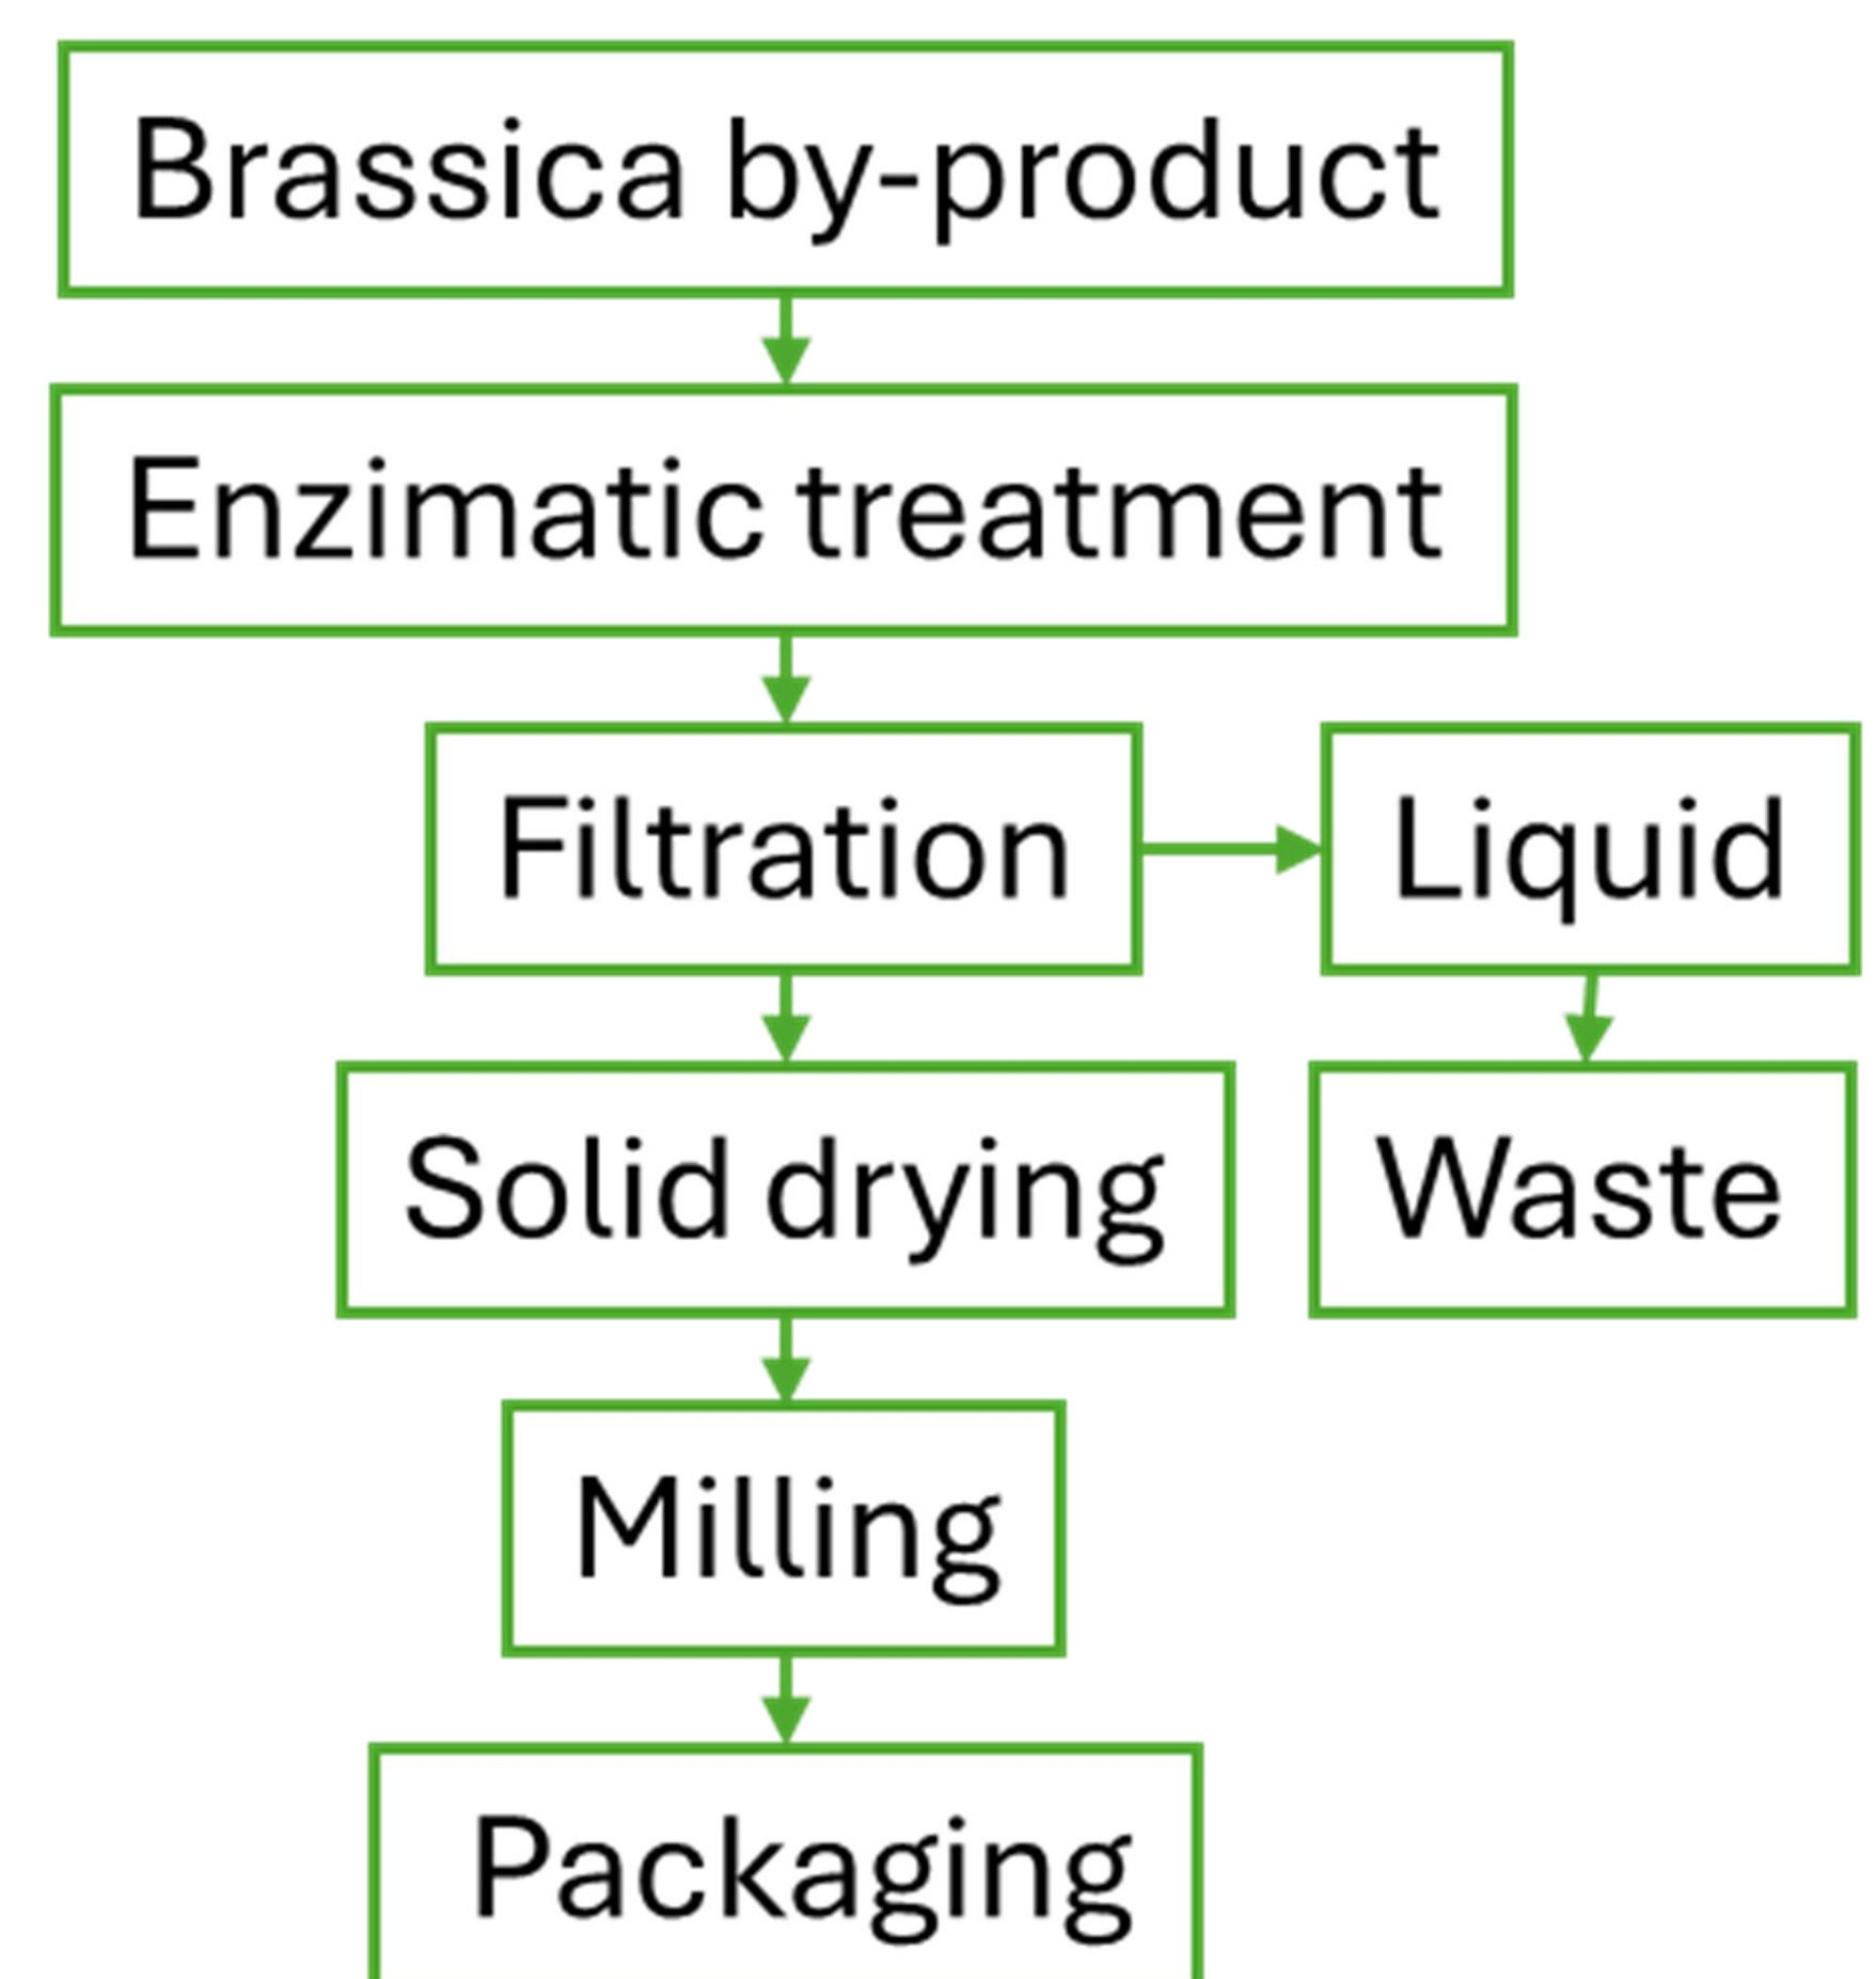 Brassica by-product
Enzimatic treatment
Filtration
Liquid
Solid drying
Waste
Milling
Packaging